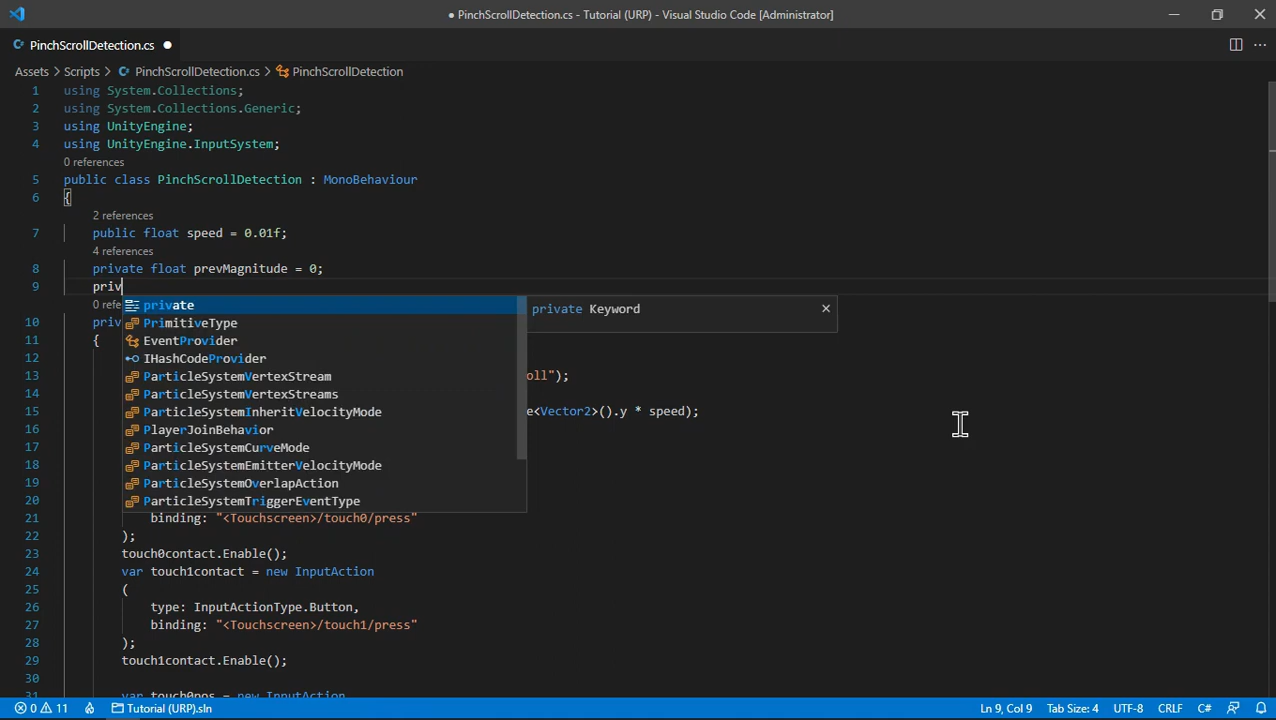 ● PinchScrollDetection.cs - Tutorial (URP) - Visual Studio Code [Administrator]
PinchScrollDetection.cs ●
Assets > Scripts > PinchScrollDetection.cs > PinchScrollDetection
1 using System.Collections;
2 using System.Collections.Generic;
3 using UnityEngine;
4 using UnityEngine.InputSystem;
0 references
5 public class PinchScrollDetection : MonoBehaviour
6 {
2 references
7 public float speed = 0.01f;
4 references
8 private float prevMagnitude = 0;
9 priv
0 refe private private Keyword
10 priv PrimitiveType
11 { EventProvider
12 IHashCodeProvider
13 ParticleSystemVertexStream oll");
14 ParticleSystemVertexStreams
15 ParticleSystemInheritVelocityMode e<Vector2>().y * speed);
16 PlayerJoinBehavior
17 ParticleSystemCurveMode
18 ParticleSystemEmitterVelocityMode
19 ParticleSystemOverlapAction
20 ParticleSystemTriggerEventType
21 binding: "<Touchscreen>/touch0/press"
22 );
23 touch0contact.Enable();
24 var touch1contact = new InputAction
25 (
26 type: InputActionType.Button,
27 binding: "<Touchscreen>/touch1/press"
28 );
29 touch1contact.Enable();
30
31 var touch0pos = new InputAction
0 11 Tutorial (URP).sln Ln 9, Col 9 Tab Size: 4 UTF-8 CRLF C#